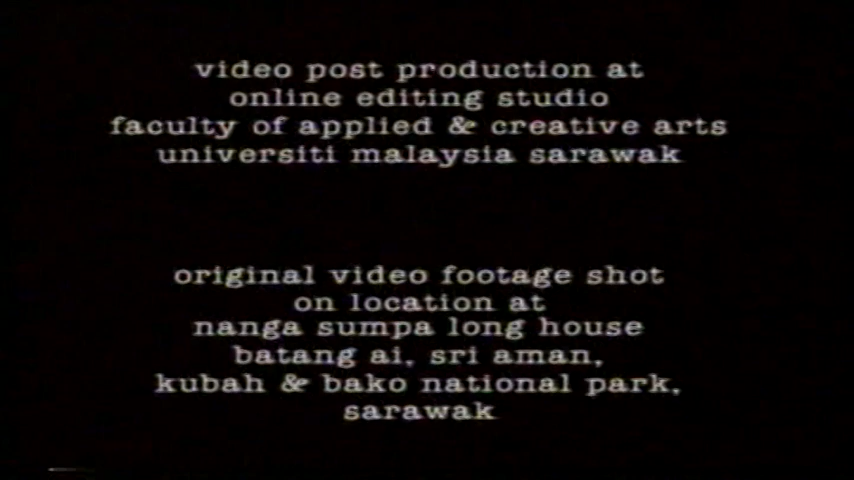 video post production at
online editing studio
faculty of applied & creative arts
universiti malaysia sarawak
original video footage shot
on location at
nanga sumpa long house
batang ai, sri aman,
kubah & bako national park,
sarawak